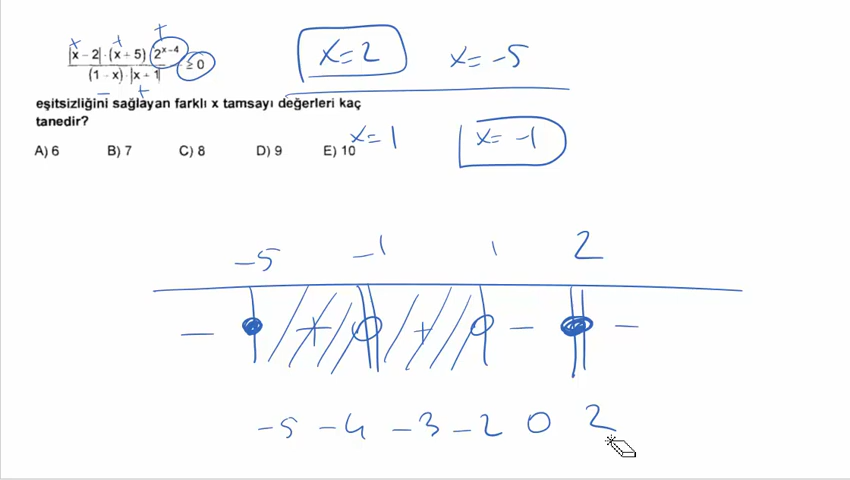 + + +
|x − 2| · (x + 5) · 2^(x−4) / (1 − x) · |x + 1| ≥ 0
− +
x=2 x=-5
eşitsizliğini sağlayan farklı x tamsayı değerleri kaç
tanedir?
x=1 x=-1
A) 6 B) 7 C) 8 D) 9 E) 10
-5 -1 1 2
− + + − −
-5 -4 -3 -2 0 2